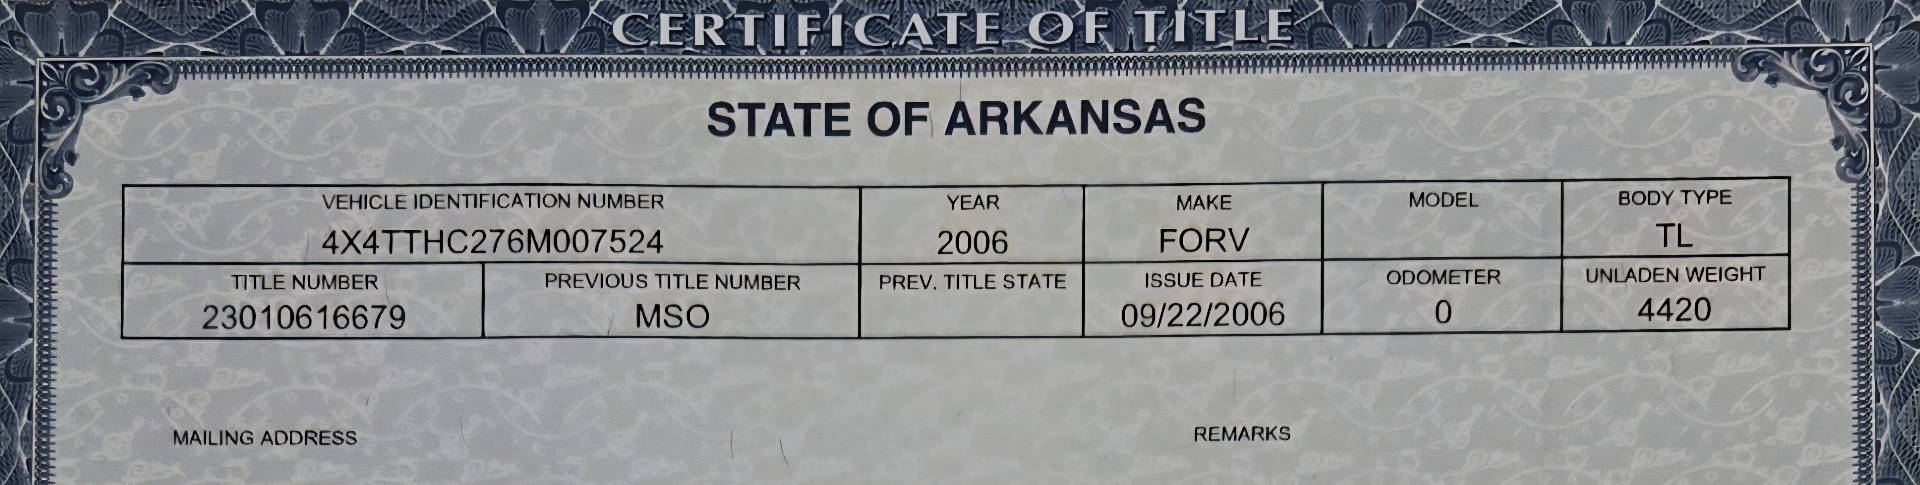 CERTIFICATE OF TITLE
STATE OF ARKANSAS
VEHICLE IDENTIFICATION NUMBER YEAR MAKE MODEL BODY TYPE
4X4TTHC276M007524 2006 FORV TL
TITLE NUMBER PREVIOUS TITLE NUMBER PREV. TITLE STATE ISSUE DATE ODOMETER UNLADEN WEIGHT
23010616679 MSO 09/22/2006 0 4420
MAILING ADDRESS REMARKS